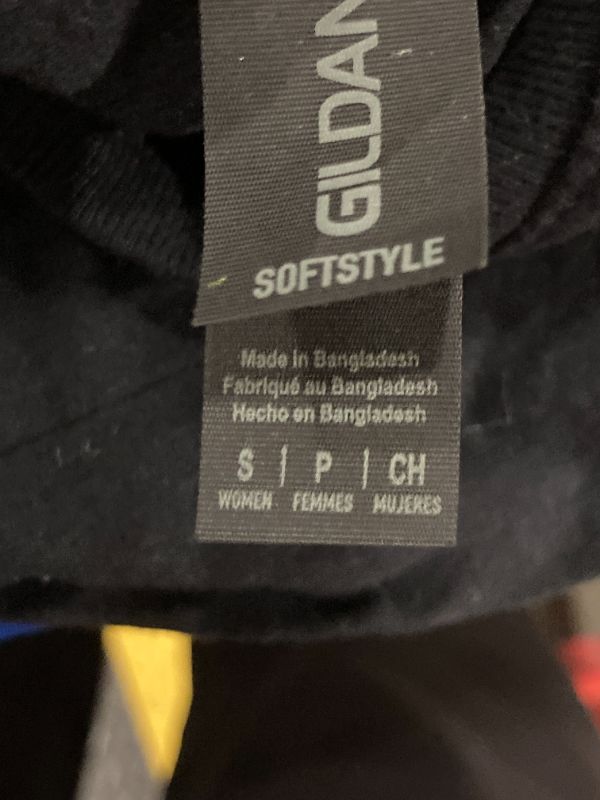 GILDAN
SOFTSTYLE
Made in Bangladesh
Fabriqué au Bangladesh
Hecho en Bangladesh
S | P | CH
WOMEN FEMMES MUJERES